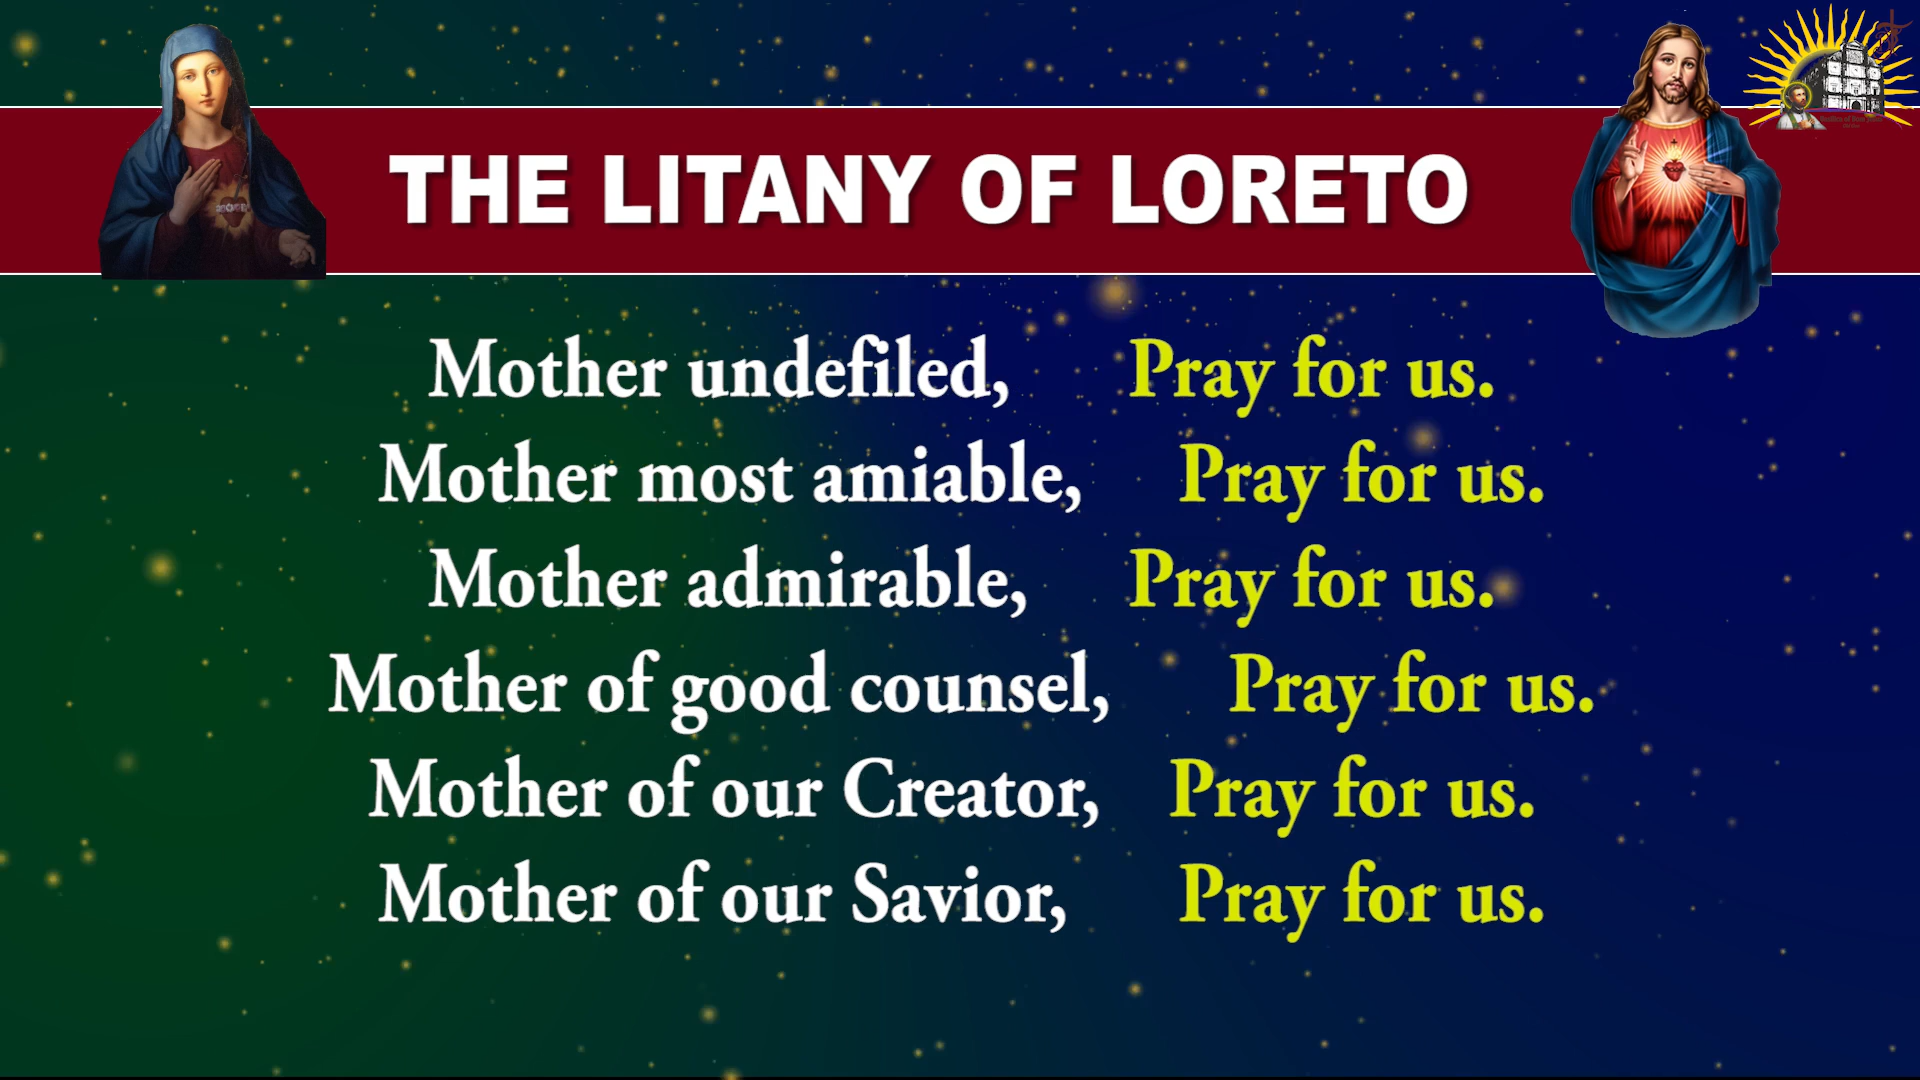 THE LITANY OF LORETO
Mother undefiled, Pray for us.
Mother most amiable, Pray for us.
Mother admirable, Pray for us.
Mother of good counsel, Pray for us.
Mother of our Creator, Pray for us.
Mother of our Savior, Pray for us.